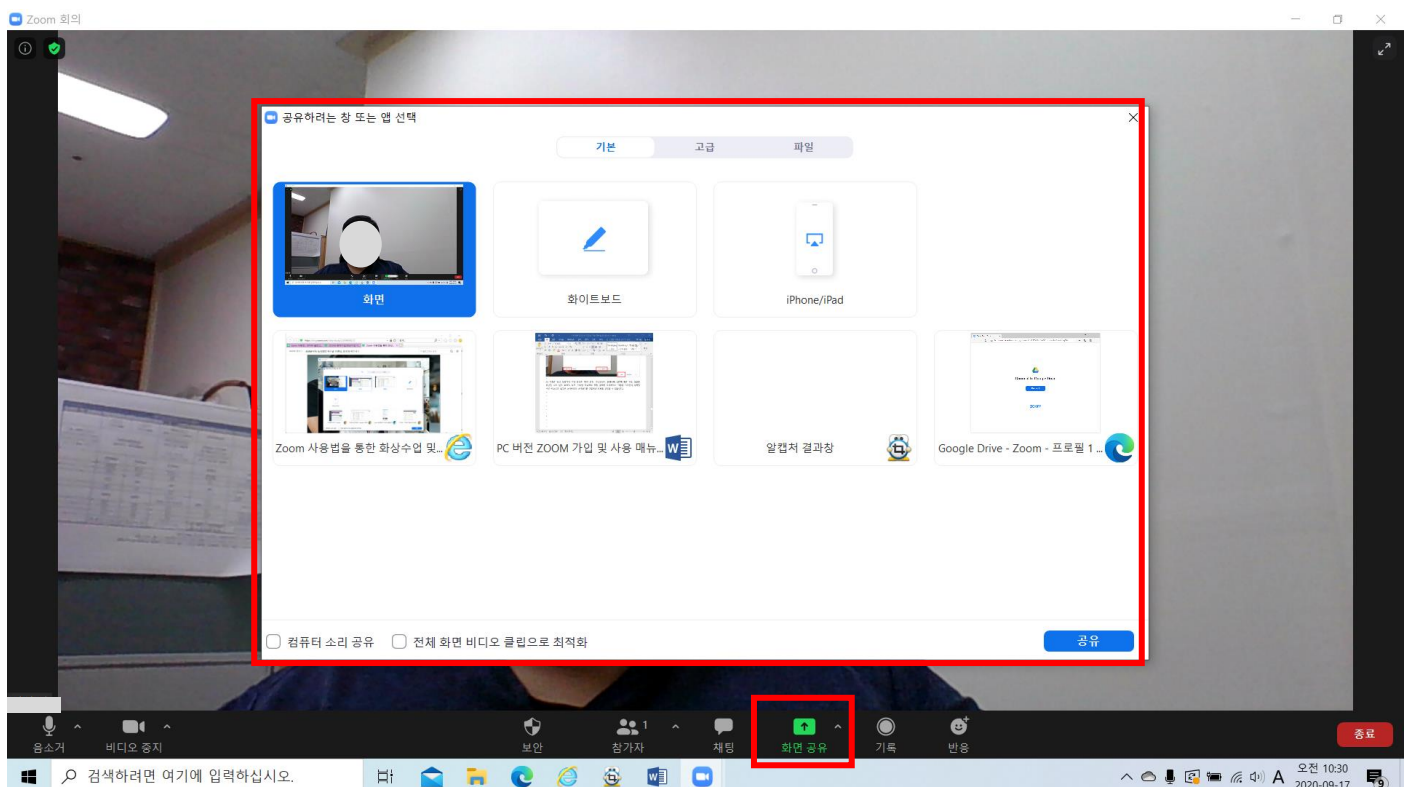 Zoom 회의
공유하려는 창 또는 앱 선택
기본 고급 파일
화면 화이트보드 iPhone/iPad
Zoom 사용법을 통한 화상수업 및... PC 버전 ZOOM 가입 및 사용 매뉴... 알캡처 결과창 Google Drive - Zoom - 프로필 1 ...
컴퓨터 소리 공유 전체 화면 비디오 클립으로 최적화 공유
1
음소거 비디오 중지 보안 참가자 채팅 화면 공유 기록 반응 종료
검색하려면 여기에 입력하십시오.
A 오전 10:30
2020-09-17 9